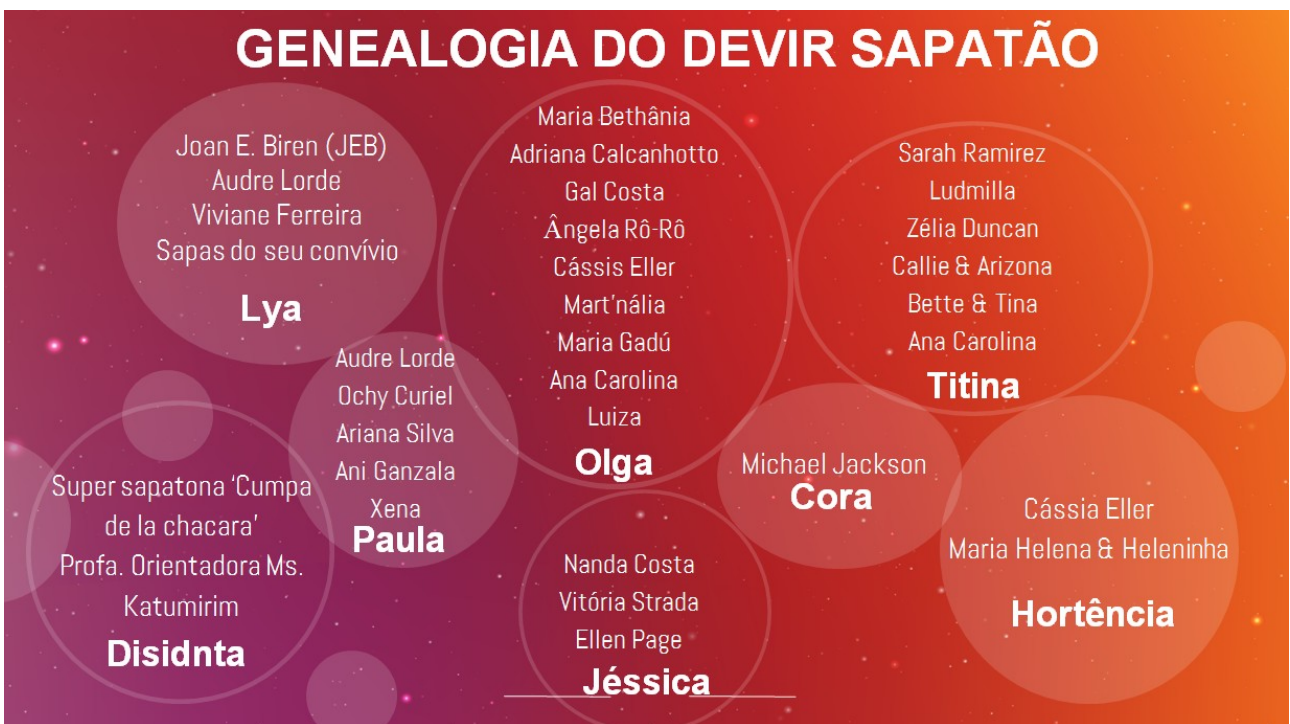 GENEALOGIA DO DEVIR SAPATÃO
Joan E. Biren (JEB)
Audre Lorde
Viviane Ferreira
Sapas do seu convívio
Lya
Audre Lorde
Ochy Curiel
Ariana Silva
Ani Ganzala
Xena
Paula
Super sapatona ‘Cumpa
de la chacara’
Profa. Orientadora Ms.
Katumirim
Disidnta
Maria Bethânia
Adriana Calcanhotto
Gal Costa
Ângela Rô-Rô
Cássis Eller
Mart’nália
Maria Gadú
Ana Carolina
Luiza
Olga
Nanda Costa
Vitória Strada
Ellen Page
Jéssica
Sarah Ramirez
Ludmilla
Zélia Duncan
Callie & Arizona
Bette & Tina
Ana Carolina
Titina
Michael Jackson
Cora
Cássia Eller
Maria Helena & Heleninha
Hortência